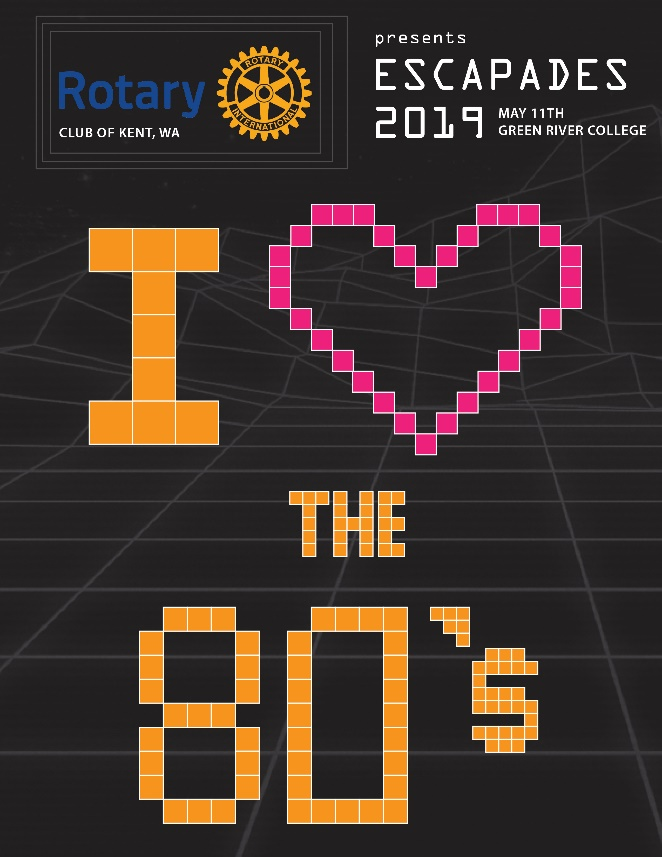 Rotary
ROTARY
INTERNATIONAL
CLUB OF KENT, WA
presents
ESCAPADES
2019
MAY 11TH
GREEN RIVER COLLEGE
I
THE
80's